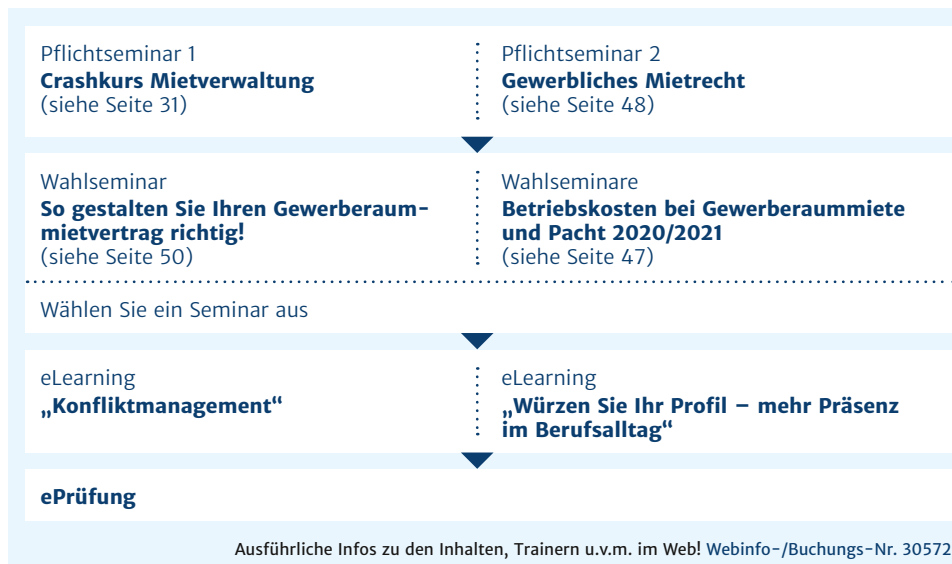 Pflichtseminar 1
Crashkurs Mietverwaltung
(siehe Seite 31)
Pflichtseminar 2
Gewerbliches Mietrecht
(siehe Seite 48)
Wahlseminar
So gestalten Sie Ihren Gewerberaum-
mietvertrag richtig!
(siehe Seite 50)
Wahlseminare
Betriebskosten bei Gewerberaummiete
und Pacht 2020/2021
(siehe Seite 47)
Wählen Sie ein Seminar aus
eLearning
„Konfliktmanagement“
eLearning
„Würzen Sie Ihr Profil – mehr Präsenz
im Berufsalltag“
ePrüfung
Ausführliche Infos zu den Inhalten, Trainern u.v.m. im Web! Webinfo-/Buchungs-Nr. 30572